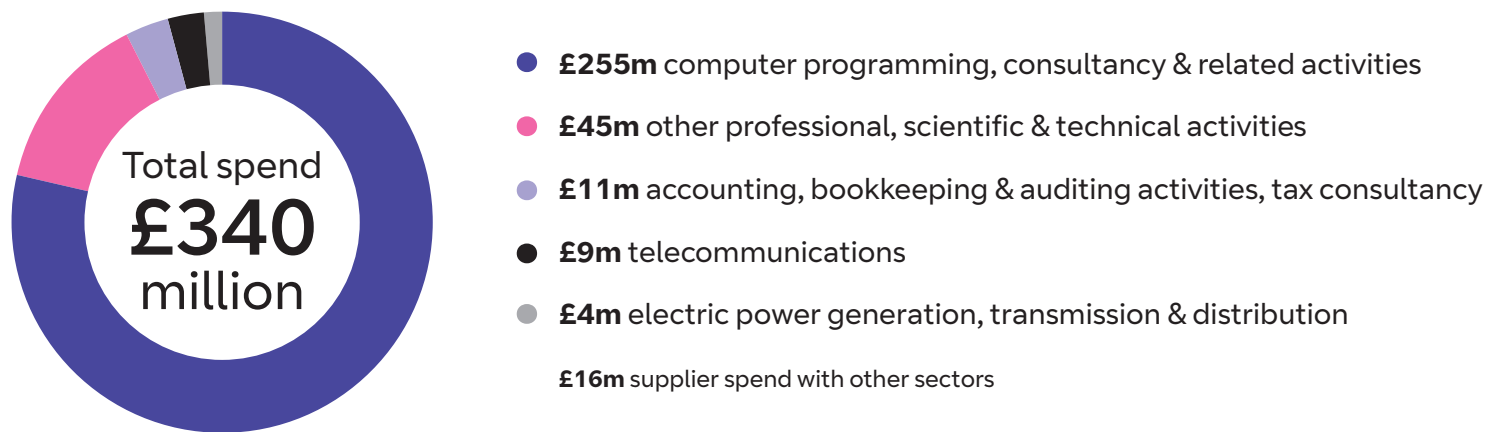 Total spend
£340
million
£255m computer programming, consultancy & related activities
£45m other professional, scientific & technical activities
£11m accounting, bookkeeping & auditing activities, tax consultancy
£9m telecommunications
£4m electric power generation, transmission & distribution
£16m supplier spend with other sectors